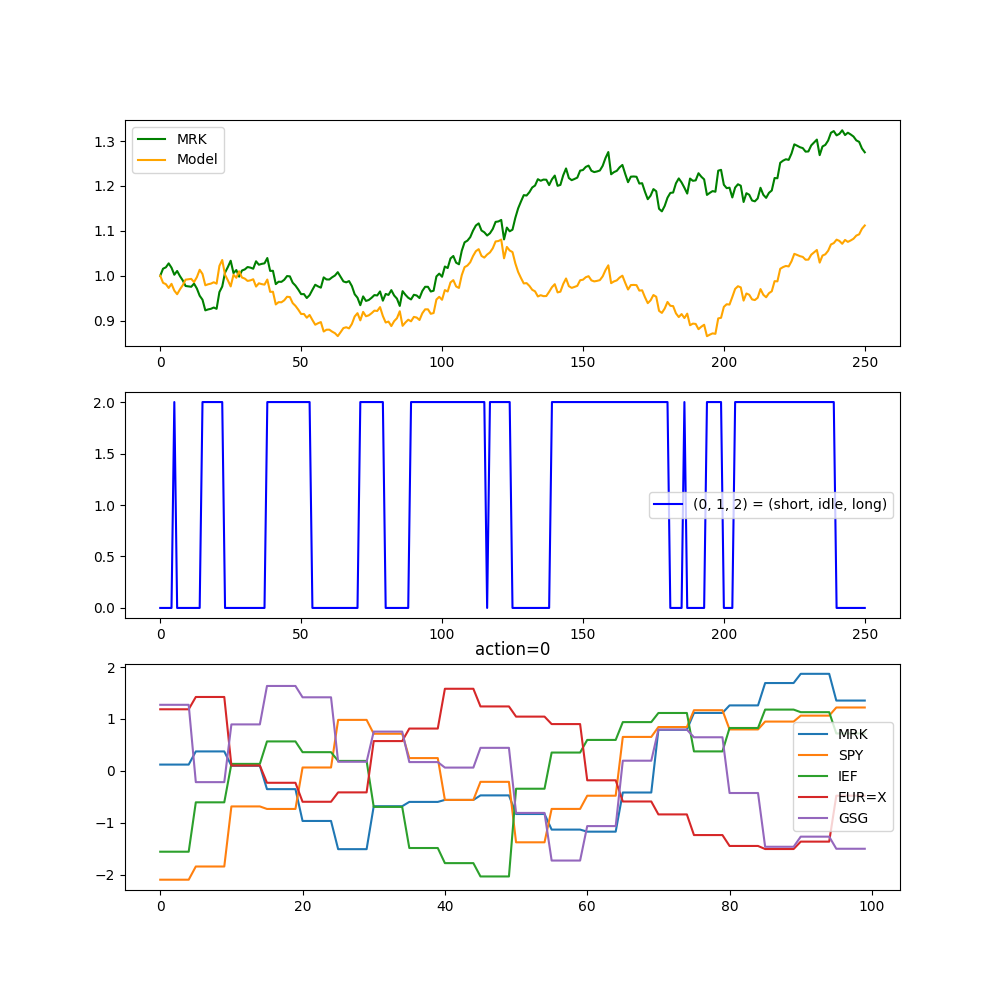 1.3
1.2
1.1
1.0
0.9
MRK
Model
0 50 100 150 200 250
2.0
1.5
1.0
0.5
0.0
(0, 1, 2) = (short, idle, long)
0 50 100 150 200 250
action=0
2
1
0
−1
−2
MRK
SPY
IEF
EUR=X
GSG
0 20 40 60 80 100